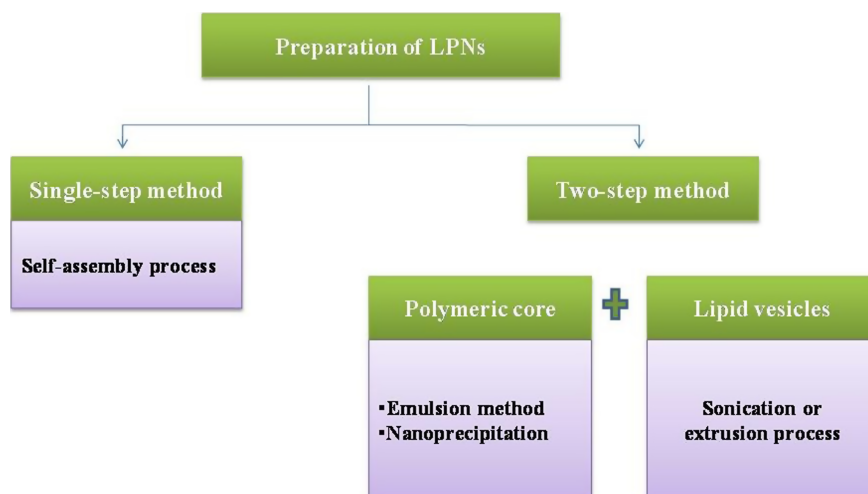 Preparation of LPNs
Single-step method
Two-step method
Self-assembly process
Polymeric core
Lipid vesicles
▪Emulsion method
▪Nanoprecipitation
Sonication or
extrusion process